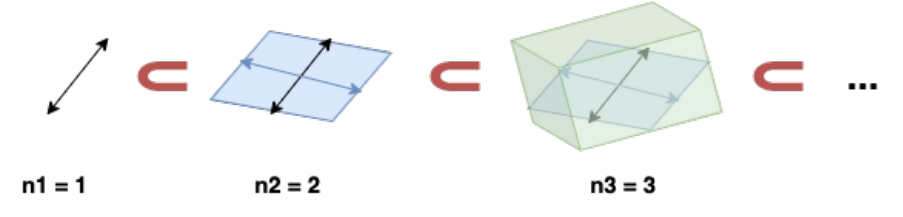 ⊂ ⊂ ⊂ ...
n1 = 1 n2 = 2 n3 = 3